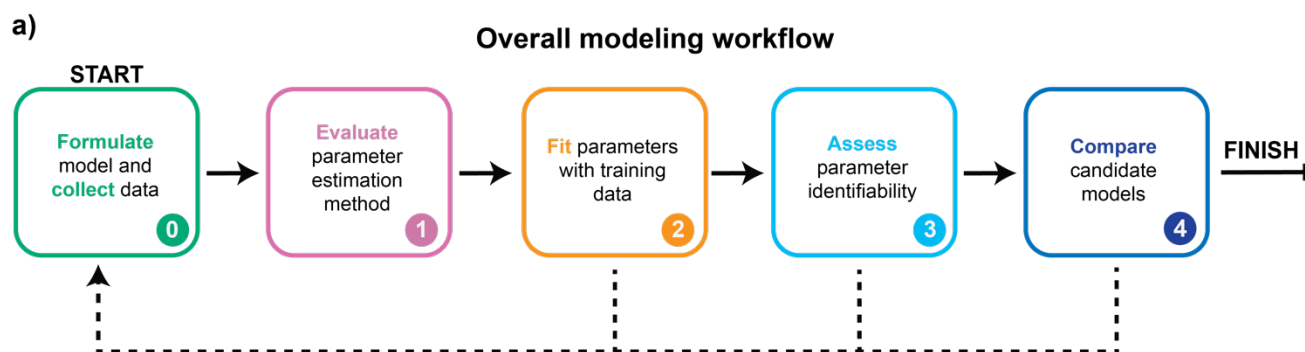 a)
Overall modeling workflow
START
Formulate
model and
collect data
0
Evaluate
parameter
estimation
method
1
Fit parameters
with training
data
2
Assess
parameter
identifiability
3
Compare
candidate
models
4
FINISH